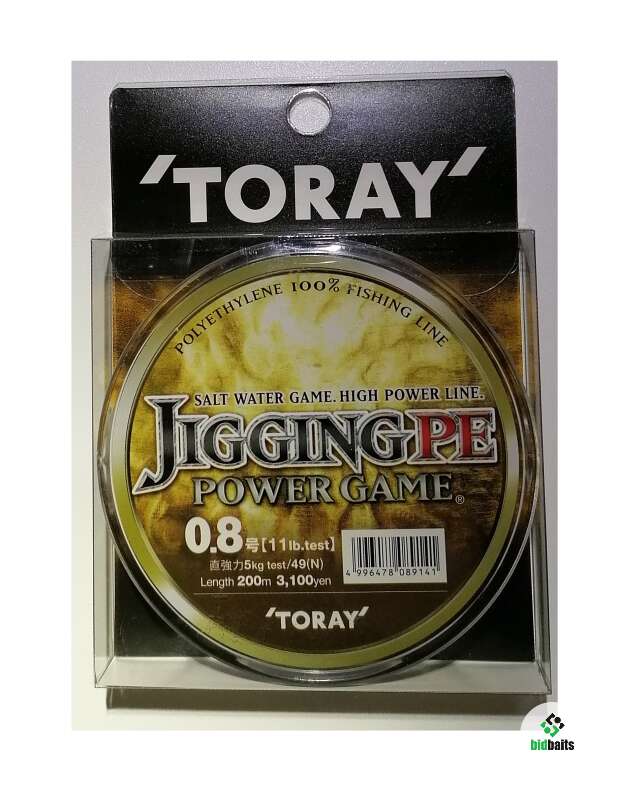 'TORAY'
POLYETHYLENE 100% FISHING LINE
SALT WATER GAME. HIGH POWER LINE.
JIGGING PE
POWER GAME®
0.8号【11lb.test】
直強力5kg test/49(N)
Length 200m 3,100yen
4 996478 089141
'TORAY'
bidbaits